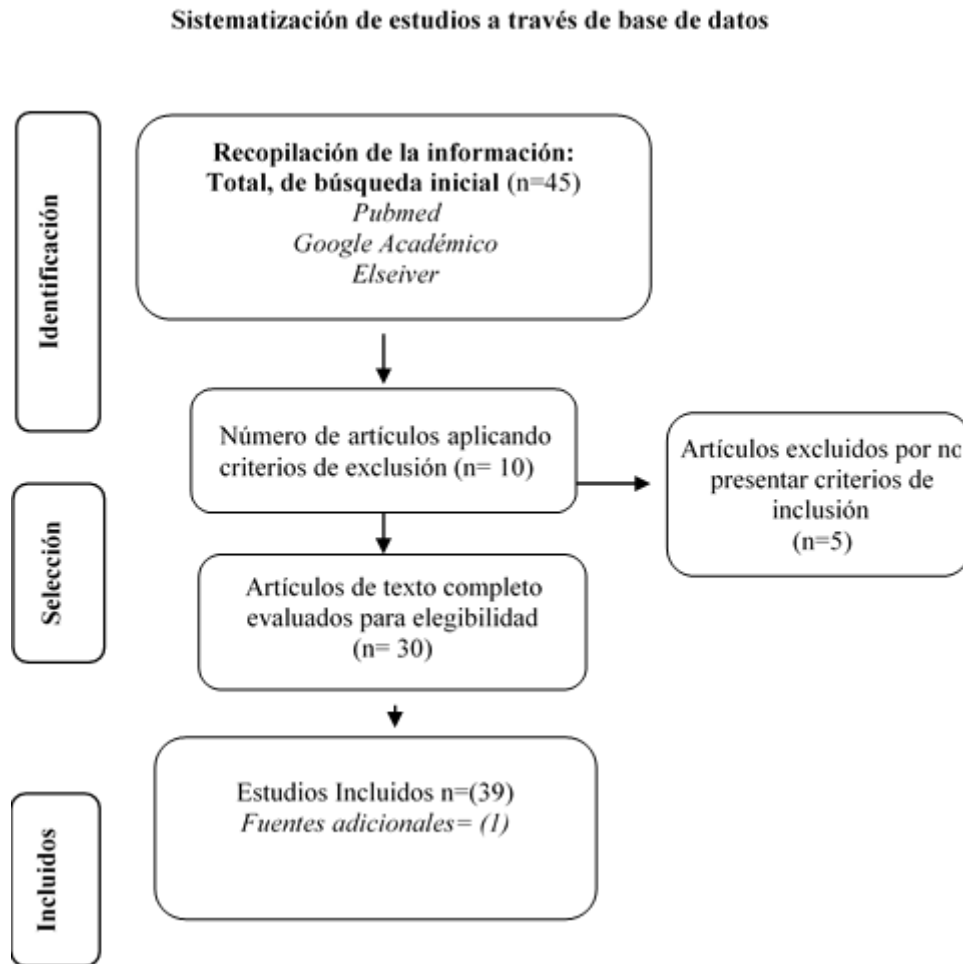 Sistematización de estudios a través de base de datos
Identificación
Recopilación de la información:
Total, de búsqueda inicial (n=45)
Pubmed
Google Académico
Elseiver
Número de artículos aplicando
criterios de exclusión (n= 10)
Artículos excluidos por no
presentar criterios de
inclusión
(n=5)
Selección
Artículos de texto completo
evaluados para elegibilidad
(n= 30)
Incluidos
Estudios Incluidos n=(39)
Fuentes adicionales= (1)